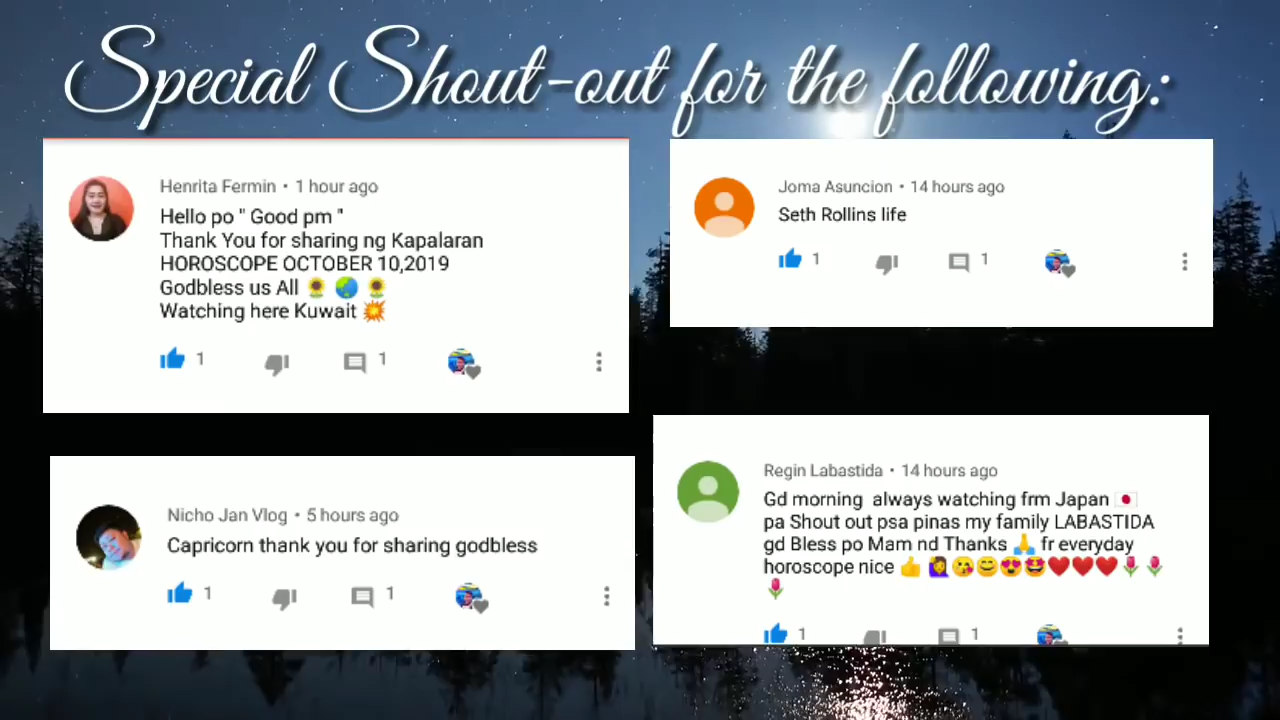 Special Shout-out for the following:
Henrita Fermin • 1 hour ago
Hello po " Good pm "
Thank You for sharing ng Kapalaran
HOROSCOPE OCTOBER 10,2019
Godbless us All 🌻 🌏 🌻
Watching here Kuwait 💥
1 1
Joma Asuncion • 14 hours ago
Seth Rollins life
1 1
Nicho Jan Vlog • 5 hours ago
Capricorn thank you for sharing godbless
1 1
Regin Labastida • 14 hours ago
Gd morning always watching frm Japan 🇯🇵
pa Shout out psa pinas my family LABASTIDA
gd Bless po Mam nd Thanks 🙏 fr everyday
horoscope nice 👍 🙋‍♀️😘😊😍🤩❤️❤️❤️🌷🌷
🌷
1 1